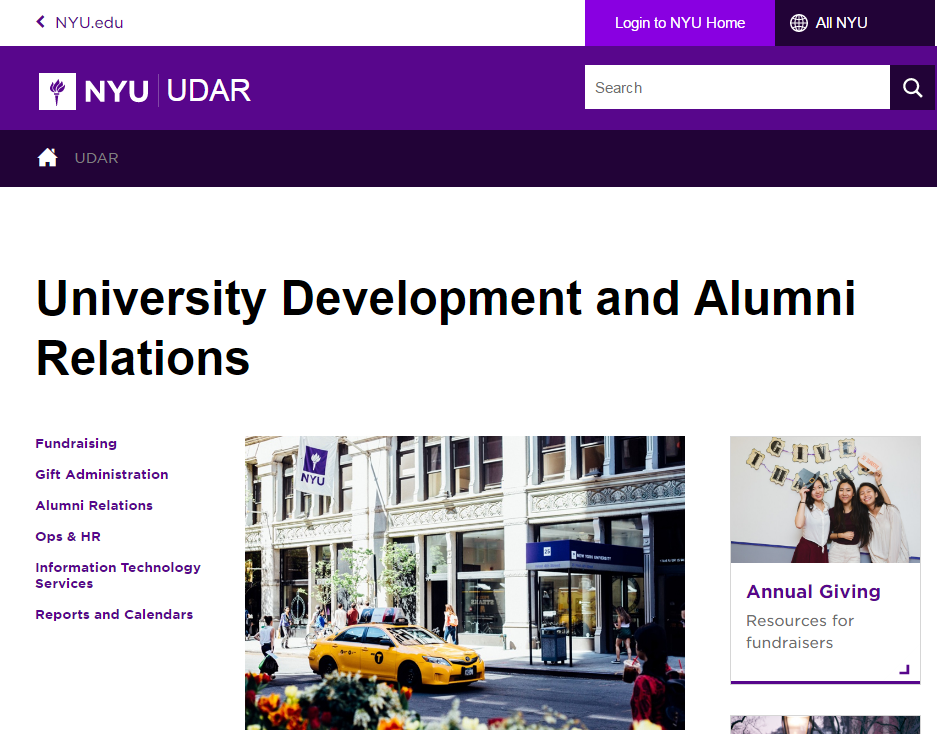 NYU.edu
Login to NYU Home
All NYU
NYU UDAR
Search
UDAR
University Development and Alumni
Relations
Fundraising
Gift Administration
Alumni Relations
Ops & HR
Information Technology
Services
Reports and Calendars
NYU
NEW YORK UNIVERSITY
GIVE
Annual Giving
Resources for
fundraisers